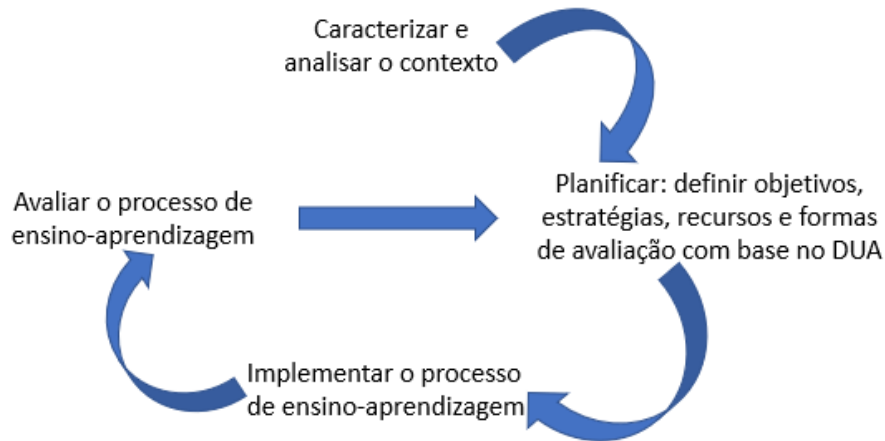 Caracterizar e
analisar o contexto
Planificar: definir objetivos,
estratégias, recursos e formas
de avaliação com base no DUA
Implementar o processo
de ensino-aprendizagem
Avaliar o processo de
ensino-aprendizagem